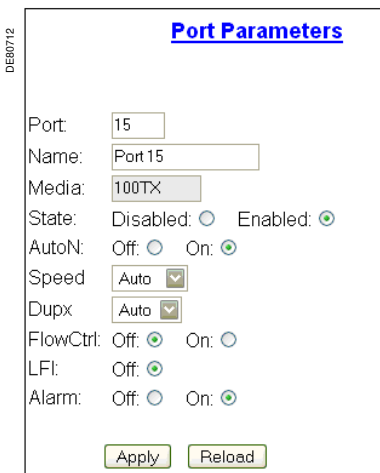 DE80712
Port Parameters
Port: 15
Name: Port 15
Media: 100TX
State: Disabled: Enabled:
AutoN: Off: On:
Speed Auto
Dupx Auto
FlowCtrl: Off: On:
LFI: Off:
Alarm: Off: On:
Apply Reload